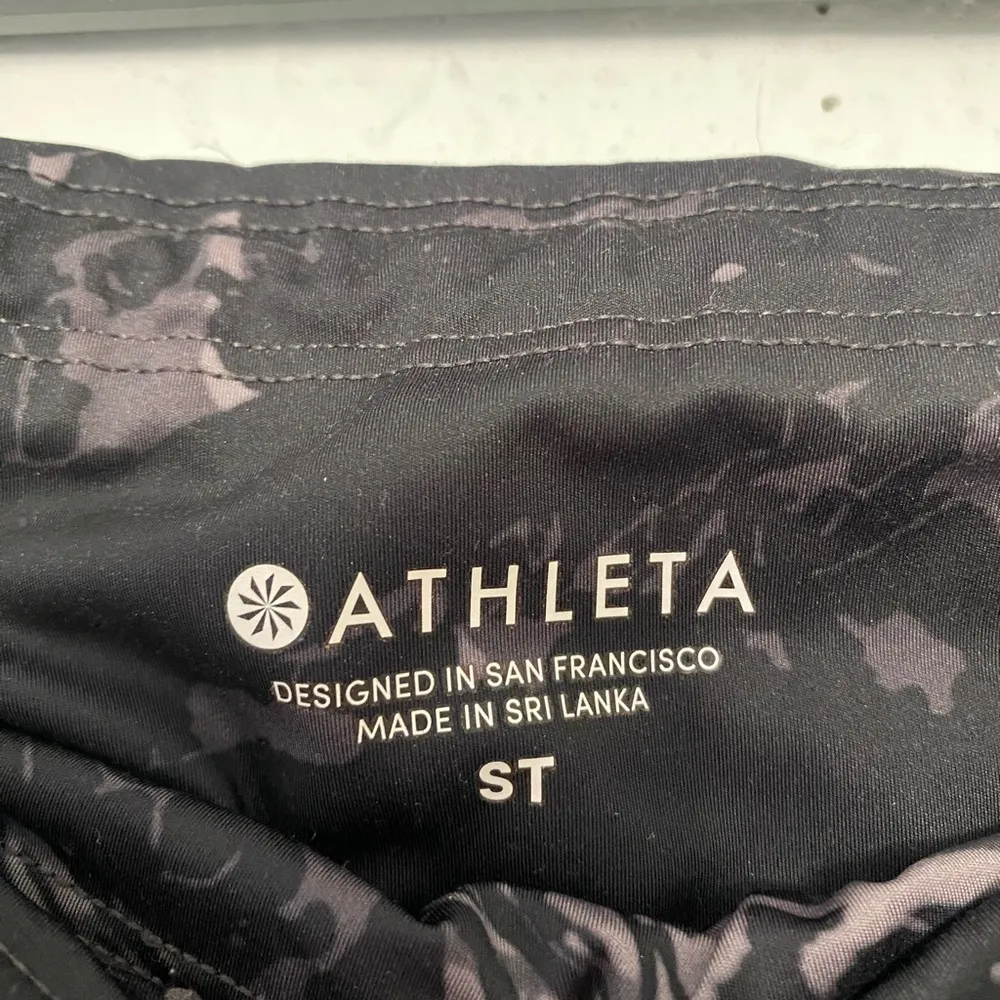 ATHLETA
DESIGNED IN SAN FRANCISCO
MADE IN SRI LANKA
ST